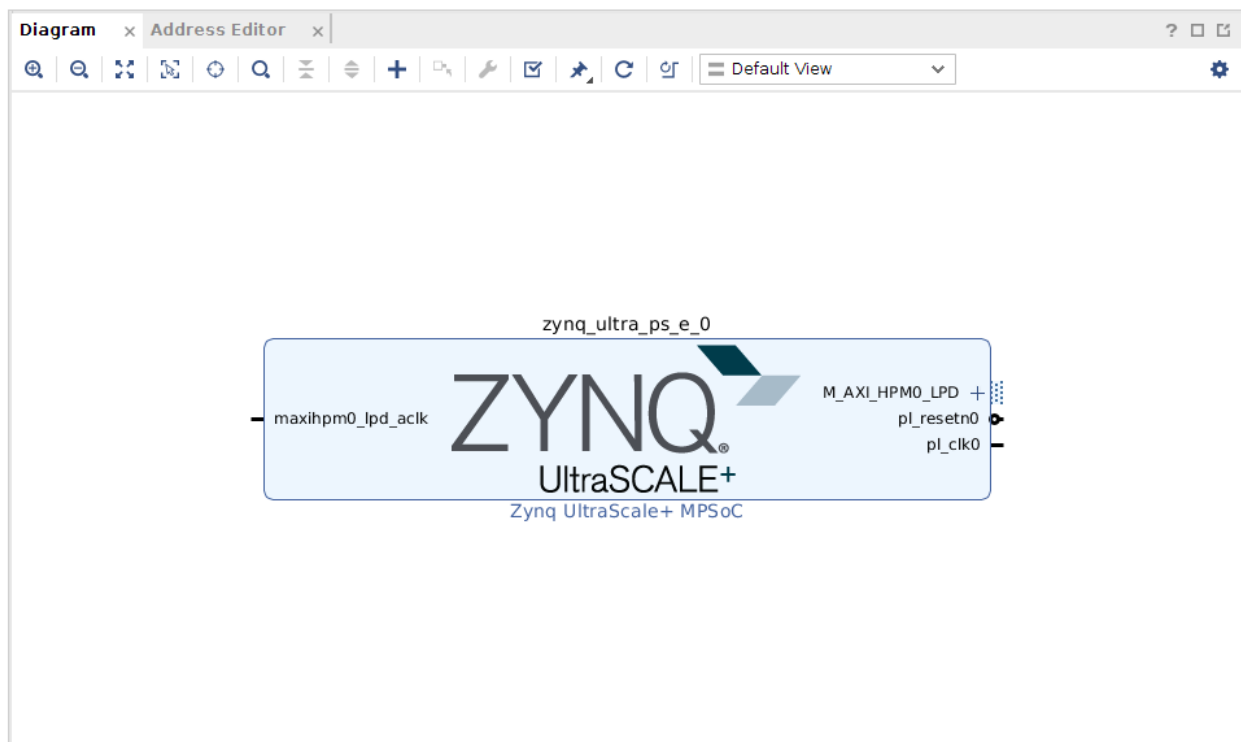 Diagram × Address Editor × ?
Default View
zynq_ultra_ps_e_0
M_AXI_HPM0_LPD
maxihpm0_lpd_aclk
pl_resetn0
pl_clk0
ZYNQ®
UltraSCALE+
Zynq UltraScale+ MPSoC